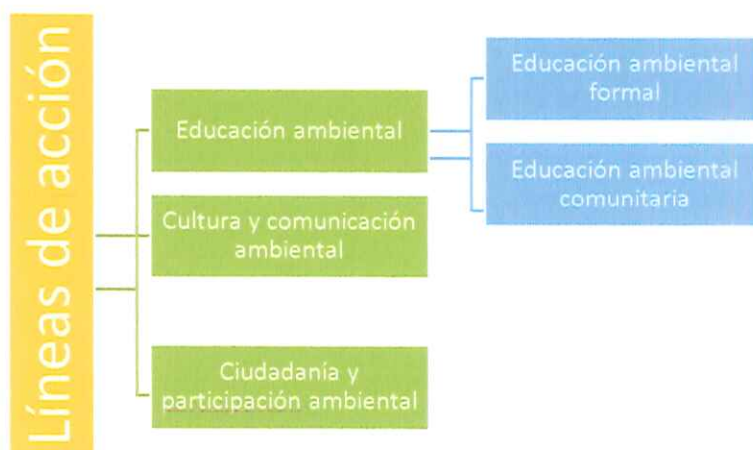 Líneas de acción
Educación ambiental
Educación ambiental
formal
Educación ambiental
comunitaria
Cultura y comunicación
ambiental
Ciudadanía y
participación ambiental